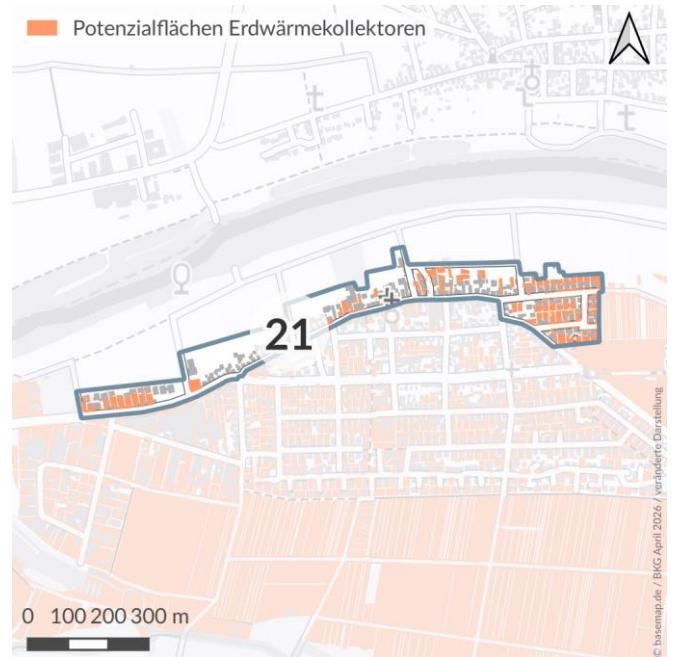 Potenzialflächen Erdwärmekollektoren
21
0 100 200 300 m
© basemap.de / BKG April 2026 / veränderte Darstellung